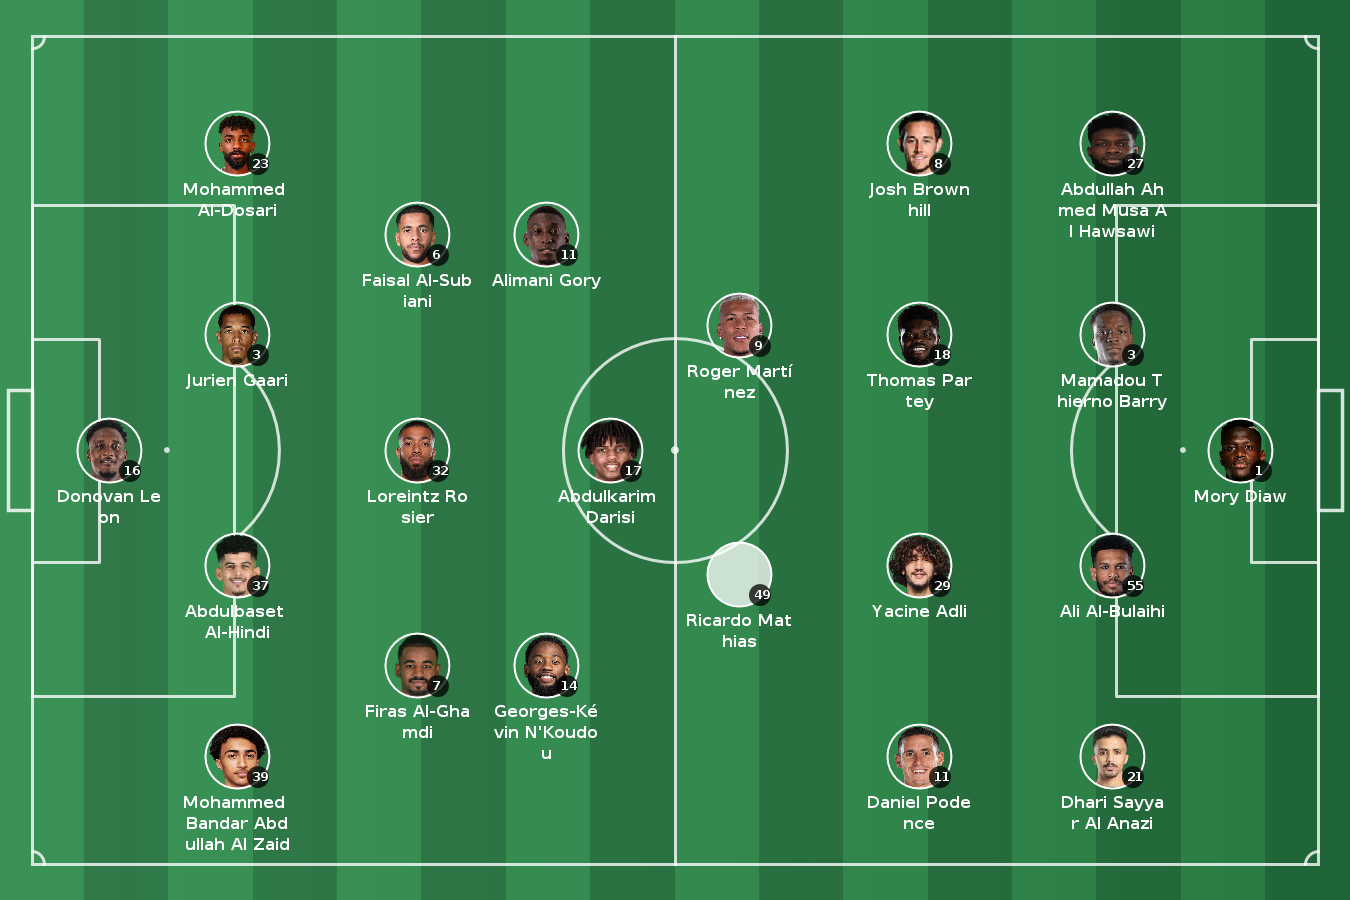 23
Mohammed
Al-Dosari
8
Josh Brown
hill
27
Abdullah Ah
med Musa A
l Hawsawi
6
Faisal Al-Sub
iani
11
Alimani Gory
3
Jurien Gaari
9
Roger Martí
nez
18
Thomas Par
tey
3
Mamadou T
hierno Barry
16
Donovan Le
on
32
Loreintz Ro
sier
17
Abdulkarim
Darisi
1
Mory Diaw
37
Abdulbaset
Al-Hindi
49
Ricardo Mat
hias
29
Yacine Adli
55
Ali Al-Bulaihi
7
Firas Al-Gha
mdi
14
Georges-Ké
vin N'Koudo
u
39
Mohammed
Bandar Abd
ullah Al Zaid
11
Daniel Pode
nce
21
Dhari Sayya
r Al Anazi